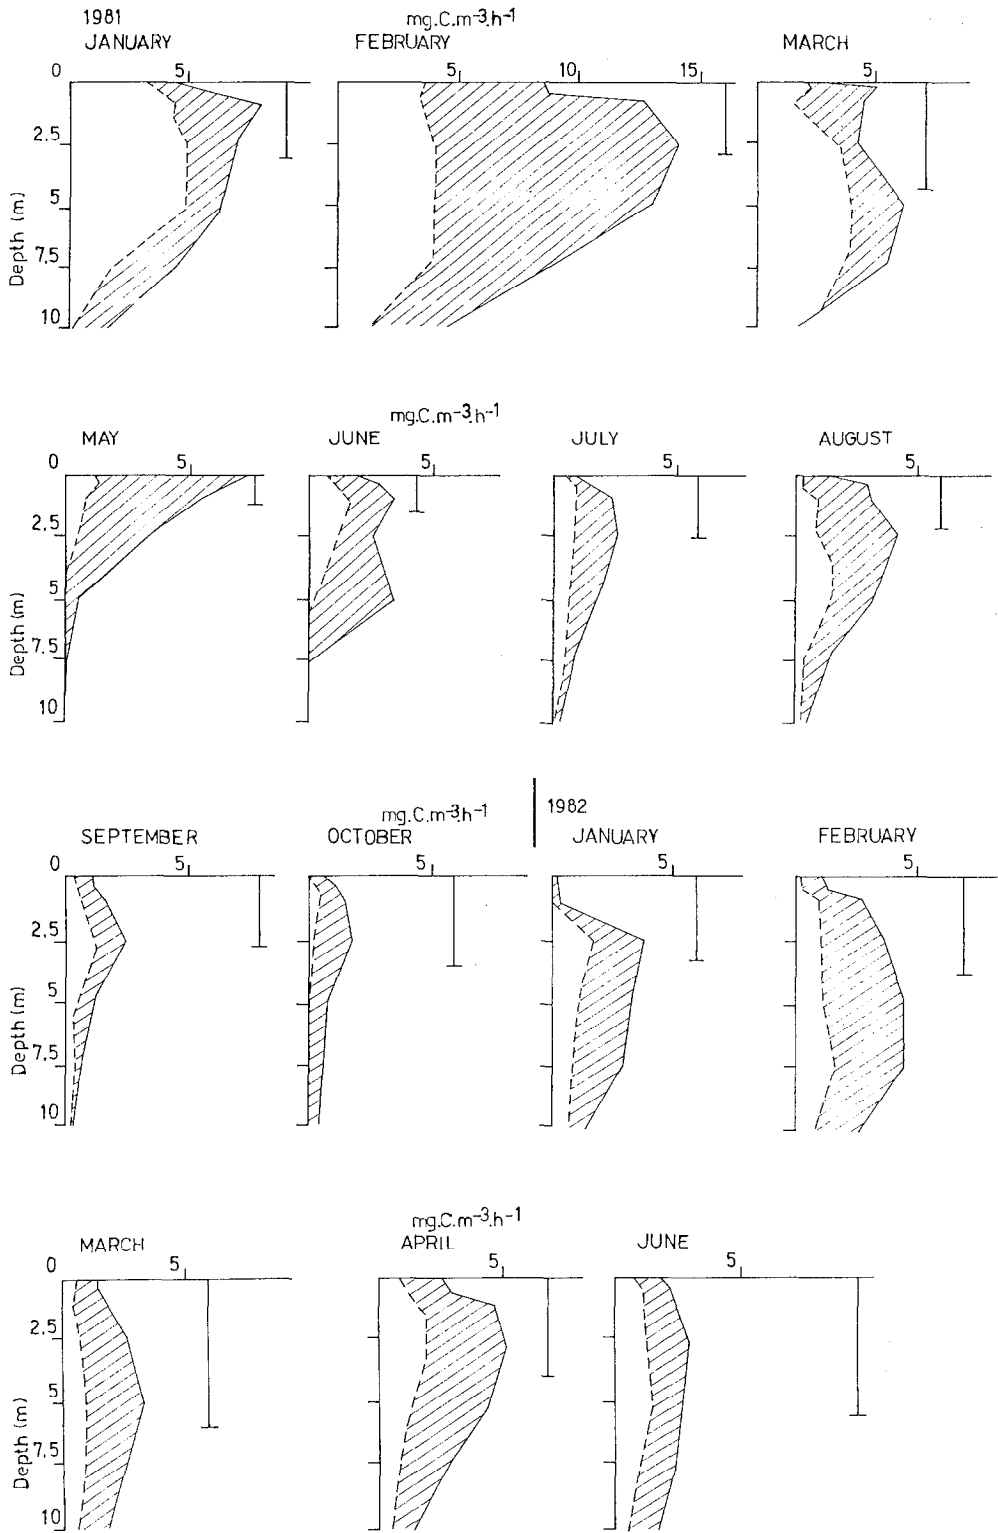 1981
mg.C.m⁻³.h⁻¹
JANUARY FEBRUARY MARCH
0 5 5 10 15 5
2.5
5
7.5
10
Depth (m)
mg.C.m⁻³.h⁻¹
MAY JUNE JULY AUGUST
0 5 5 5 5
2.5
5
7.5
10
Depth (m)
mg.C.m⁻³.h⁻¹ 1982
SEPTEMBER OCTOBER JANUARY FEBRUARY
0 5 5 5 5
2.5
5
7.5
10
Depth (m)
mg.C.m⁻³.h⁻¹
MARCH APRIL JUNE
0 5 5 5
2.5
5
7.5
10
Depth (m)